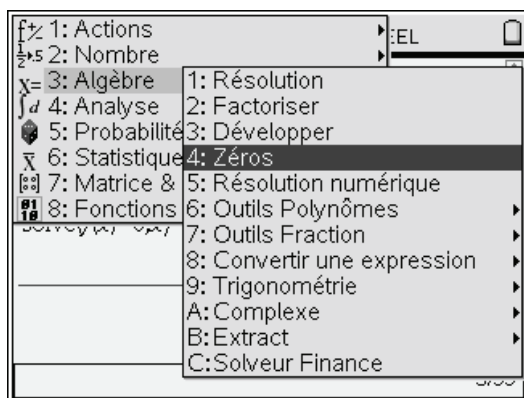 1: Actions
2: Nombre
3: Algèbre
4: Analyse
5: Probabilité
6: Statistique
7: Matrice &
8: Fonctions
1: Résolution
2: Factoriser
3: Développer
4: Zéros
5: Résolution numérique
6: Outils Polynômes
7: Outils Fraction
8: Convertir une expression
9: Trigonométrie
A: Complexe
B: Extract
C: Solveur Finance